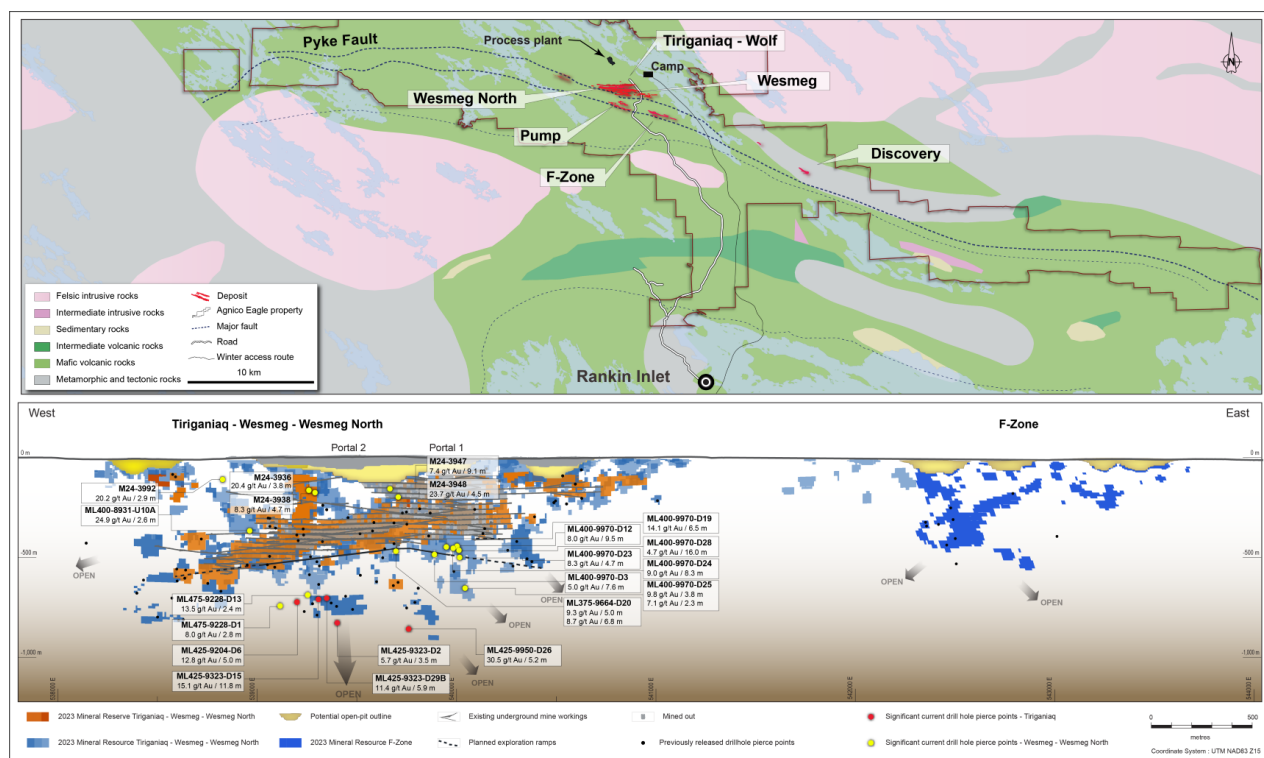 Pyke Fault
Process plant
Tiriganiaq - Wolf
Camp
N
Wesmeg North
Wesmeg
Pump
F-Zone
Discovery
Rankin Inlet
Felsic intrusive rocks
Intermediate intrusive rocks
Sedimentary rocks
Intermediate volcanic rocks
Mafic volcanic rocks
Metamorphic and tectonic rocks
Deposit
Agnico Eagle property
Major fault
Road
Winter access route
10 km
West
East
Tiriganiaq - Wesmeg - Wesmeg North
F-Zone
Portal 2
Portal 1
0 m
0 m
M24-3947
7.4 g/t Au / 9.1 m
M24-3936
20.4 g/t Au / 3.8 m
M24-3948
23.7 g/t Au / 4.5 m
M24-3992
20.2 g/t Au / 2.9 m
M24-3938
8.3 g/t Au / 4.7 m
ML400-8931-U10A
24.9 g/t Au / 2.6 m
ML400-9970-D12
8.0 g/t Au / 9.5 m
ML400-9970-D19
14.1 g/t Au / 6.5 m
ML400-9970-D28
4.7 g/t Au / 16.0 m
ML400-9970-D23
8.3 g/t Au / 4.7 m
ML400-9970-D24
9.0 g/t Au / 8.3 m
ML400-9970-D3
5.0 g/t Au / 7.6 m
ML400-9970-D25
9.8 g/t Au / 3.8 m
7.1 g/t Au / 2.3 m
ML375-9664-D20
9.3 g/t Au / 5.0 m
8.7 g/t Au / 6.8 m
-500 m
-500 m
OPEN
OPEN
OPEN
OPEN
OPEN
OPEN
OPEN
ML475-9228-D13
13.5 g/t Au / 2.4 m
ML475-9228-D1
8.0 g/t Au / 2.8 m
ML425-9204-D6
12.8 g/t Au / 5.0 m
ML425-9323-D15
15.1 g/t Au / 11.8 m
ML425-9323-D2
5.7 g/t Au / 3.5 m
ML425-9950-D26
30.5 g/t Au / 5.2 m
ML425-9323-D29B
11.4 g/t Au / 5.9 m
-1,000 m
-1,000 m
538000 E
539000 E
540000 E
541000 E
542000 E
543000 E
544000 E
2023 Mineral Reserve Tiriganiaq - Wesmeg - Wesmeg North
Potential open-pit outline
Existing underground mine workings
Mined out
Significant current drill hole pierce points - Tiriganiaq
2023 Mineral Resource Tiriganiaq - Wesmeg - Wesmeg North
2023 Mineral Resource F-Zone
Planned exploration ramps
Previously released drillhole pierce points
Significant current drill hole pierce points - Wesmeg - Wesmeg North
0
500
metres
Coordinate System : UTM NAD83 Z15